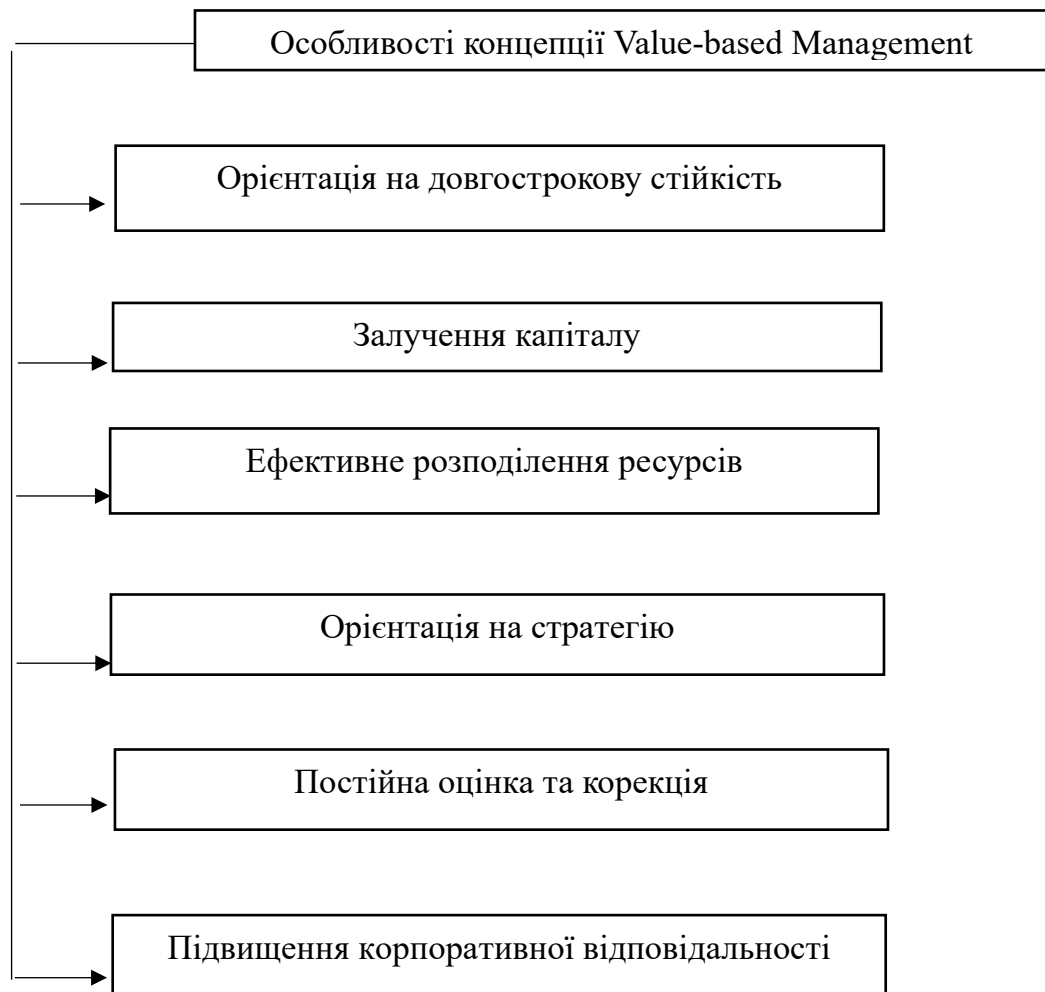 Особливості концепції Value-based Management
Орієнтація на довгострокову стійкість
Залучення капіталу
Ефективне розподілення ресурсів
Орієнтація на стратегію
Постійна оцінка та корекція
Підвищення корпоративної відповідальності